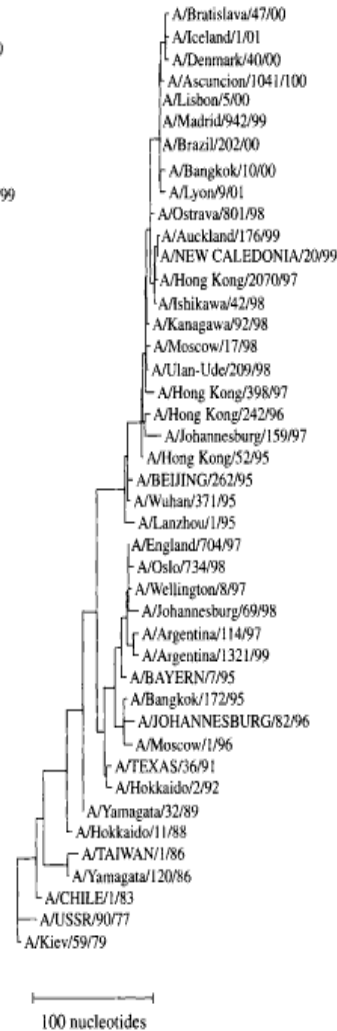 )
A/Bratislava/47/00
A/Iceland/1/01
A/Denmark/40/00
A/Ascuncion/1041/100
A/Lisbon/5/00
A/Madrid/942/99
A/Brazil/202/00
A/Bangkok/10/00
/99
A/Lyon/9/01
A/Ostrava/801/98
A/Auckland/176/99
A/NEW CALEDONIA/20/99
A/Hong Kong/2070/97
A/Ishikawa/42/98
A/Kanagawa/92/98
A/Moscow/17/98
A/Ulan-Ude/209/98
A/Hong Kong/398/97
A/Hong Kong/242/96
A/Johannesburg/159/97
A/Hong Kong/52/95
A/BEIJING/262/95
A/Wuhan/371/95
A/Lanzhou/1/95
A/England/704/97
A/Oslo/734/98
A/Wellington/8/97
A/Johannesburg/69/98
A/Argentina/114/97
A/Argentina/1321/99
A/BAYERN/7/95
A/Bangkok/172/95
A/JOHANNESBURG/82/96
A/Moscow/1/96
A/TEXAS/36/91
A/Hokkaido/2/92
A/Yamagata/32/89
A/Hokkaido/11/88
A/TAIWAN/1/86
A/Yamagata/120/86
A/CHILE/1/83
A/USSR/90/77
A/Kiev/59/79
100 nucleotides